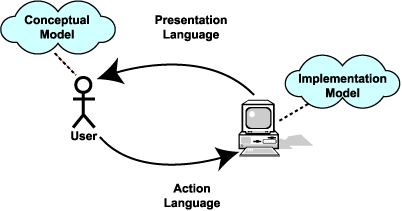 Conceptual
Model
Presentation
Language
Implementation
Model
User
Action
Language